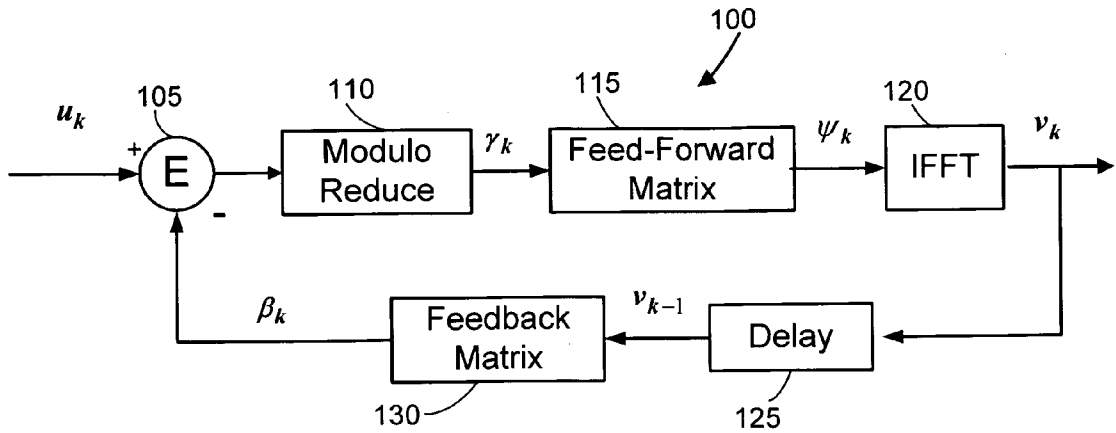 100
105
110
115
120
u_k
+
E
-
Modulo
Reduce
γ_k
Feed-Forward
Matrix
ψ_k
IFFT
v_k
β_k
Feedback
Matrix
v_{k-1}
Delay
130
125